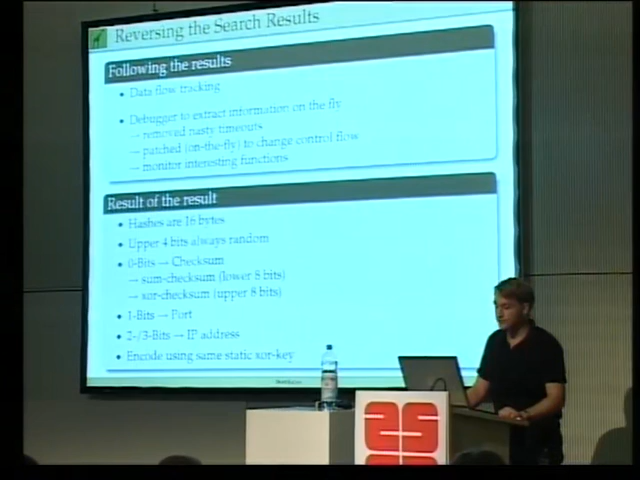 Reversing the Search Results
Following the results
• Data flow tracking
• Debugger to extract information on the fly
→ removed nasty timeouts
→ patched (on-the-fly) to change control flow
→ monitor interesting functions
Result of the result
• Hashes are 16 bytes
• Upper 4 bits always random
• 0-Bits → Checksum
→ sum-checksum (lower 8 bits)
→ xor-checksum (upper 8 bits)
• 1-Bits → Port
• 2-/3-Bits → IP address
• Encode using same static xor-key